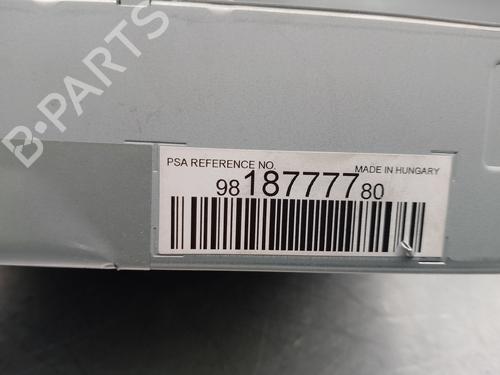 B-PARTS
PSA REFERENCE NO.
MADE IN HUNGARY
98 187777 80